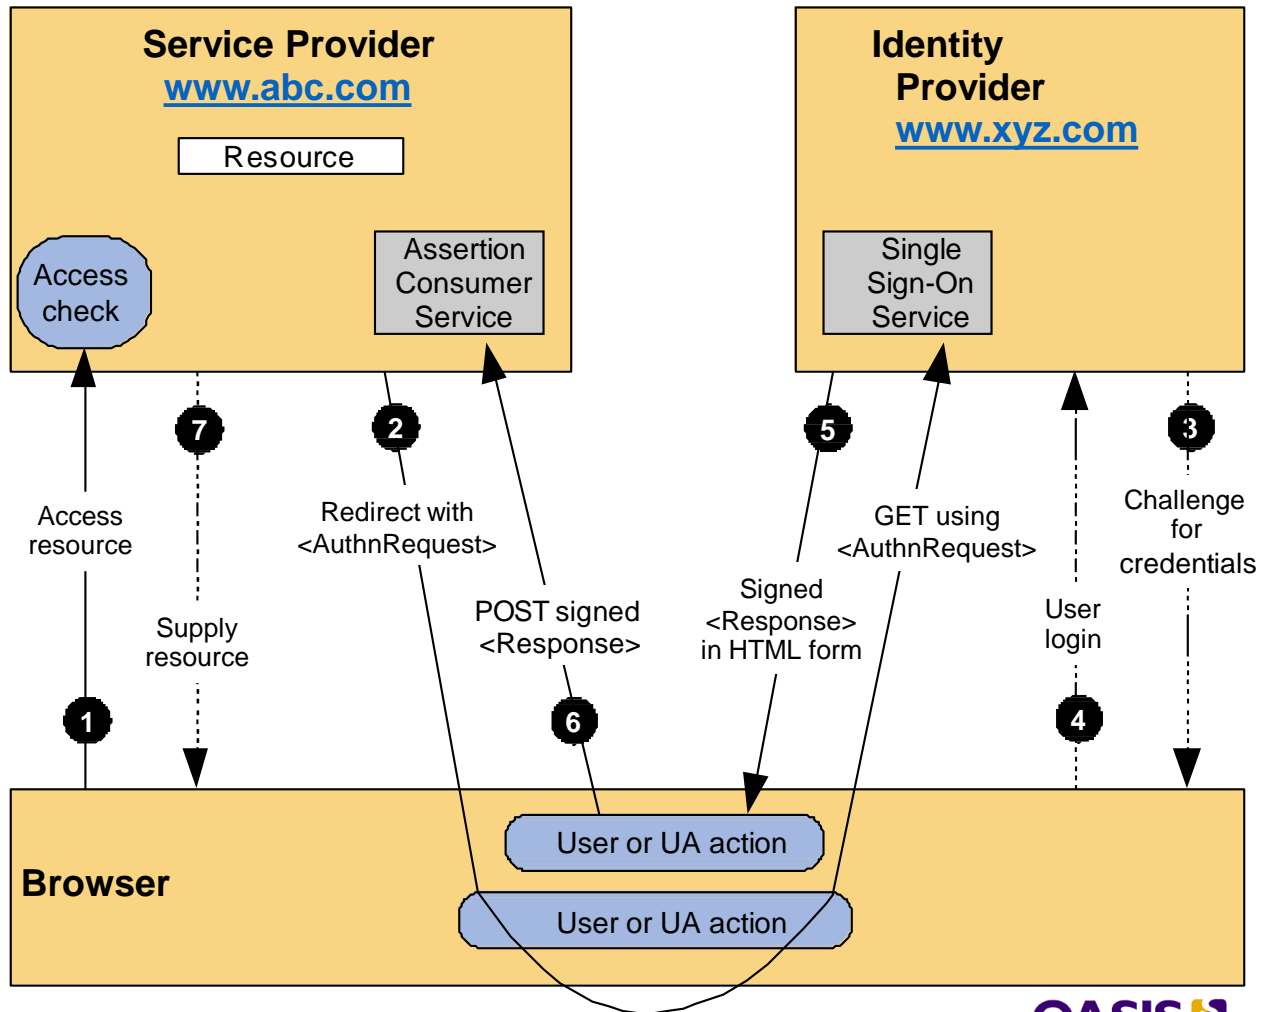 Service Provider
www.abc.com
Resource
Access
check
Assertion
Consumer
Service
Identity
Provider
www.xyz.com
Single
Sign-On
Service
7
2
5
3
Access
resource
Redirect with
<AuthnRequest>
GET using
<AuthnRequest>
Challenge
for
credentials
Supply
resource
POST signed
<Response>
Signed
<Response>
in HTML form
User
login
1
6
4
Browser
User or UA action
User or UA action
OASIS